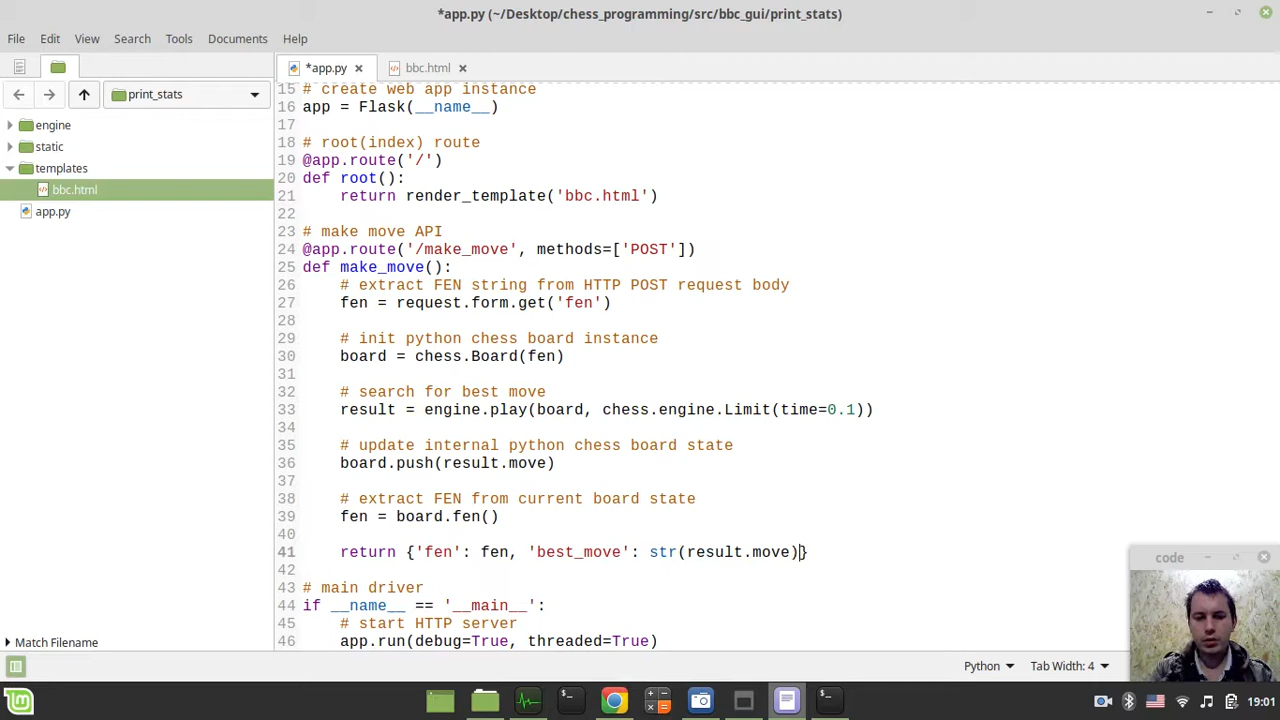 *app.py (~/Desktop/chess_programming/src/bbc_gui/print_stats)
File Edit View Search Tools Documents Help
*app.py
bbc.html
print_stats
engine
static
templates
bbc.html
app.py
15 # create web app instance
16 app = Flask(__name__)
17
18 # root(index) route
19 @app.route('/')
20 def root():
21     return render_template('bbc.html')
22
23 # make move API
24 @app.route('/make_move', methods=['POST'])
25 def make_move():
26     # extract FEN string from HTTP POST request body
27     fen = request.form.get('fen')
28
29     # init python chess board instance
30     board = chess.Board(fen)
31
32     # search for best move
33     result = engine.play(board, chess.engine.Limit(time=0.1))
34
35     # update internal python chess board state
36     board.push(result.move)
37
38     # extract FEN from current board state
39     fen = board.fen()
40
41     return {'fen': fen, 'best_move': str(result.move)}
42
43 # main driver
44 if __name__ == '__main__':
45     # start HTTP server
46     app.run(debug=True, threaded=True)
code
Match Filename
Python
Tab Width: 4
19:01